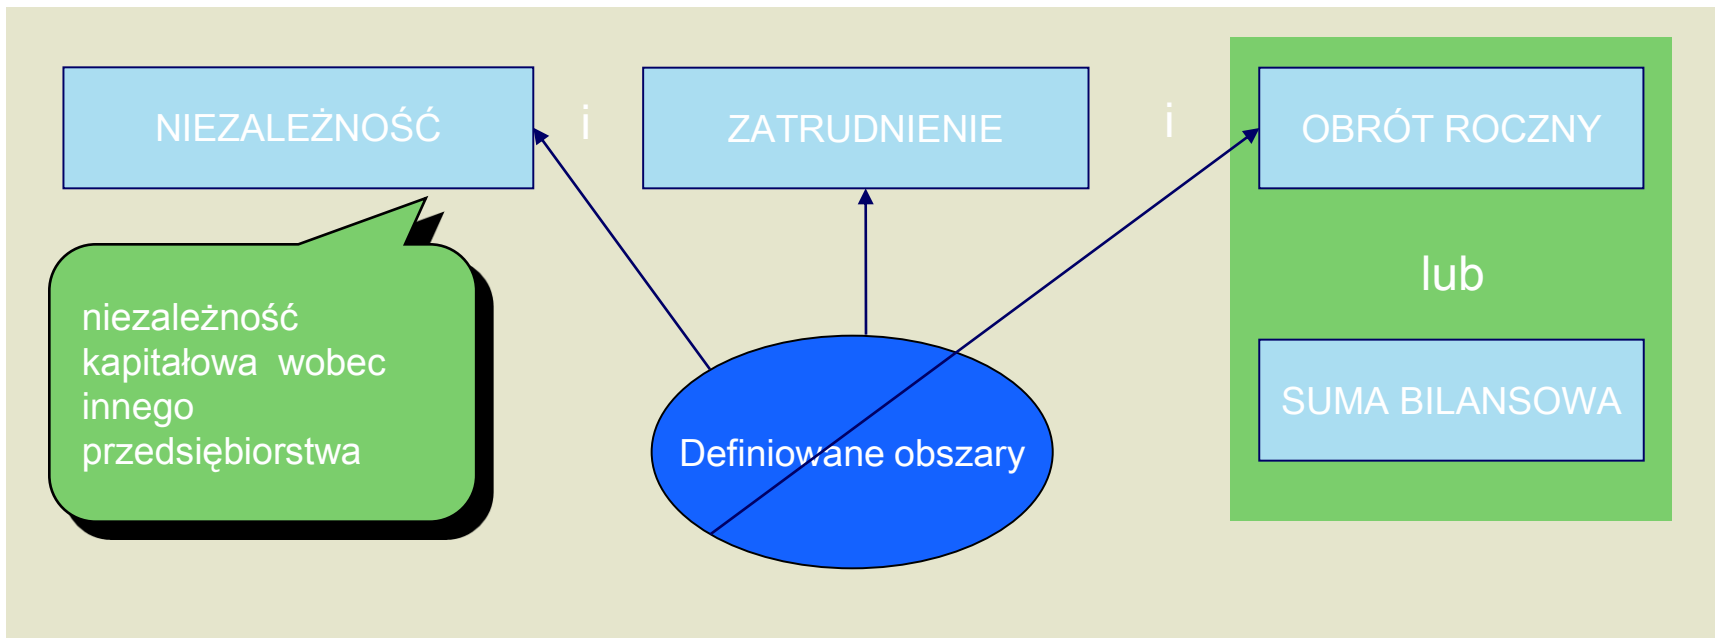 NIEZALEŻNOŚĆ
i
ZATRUDNIENIE
i
OBRÓT ROCZNY
lub
SUMA BILANSOWA
niezależność
kapitałowa wobec
innego
przedsiębiorstwa
Definiowane obszary